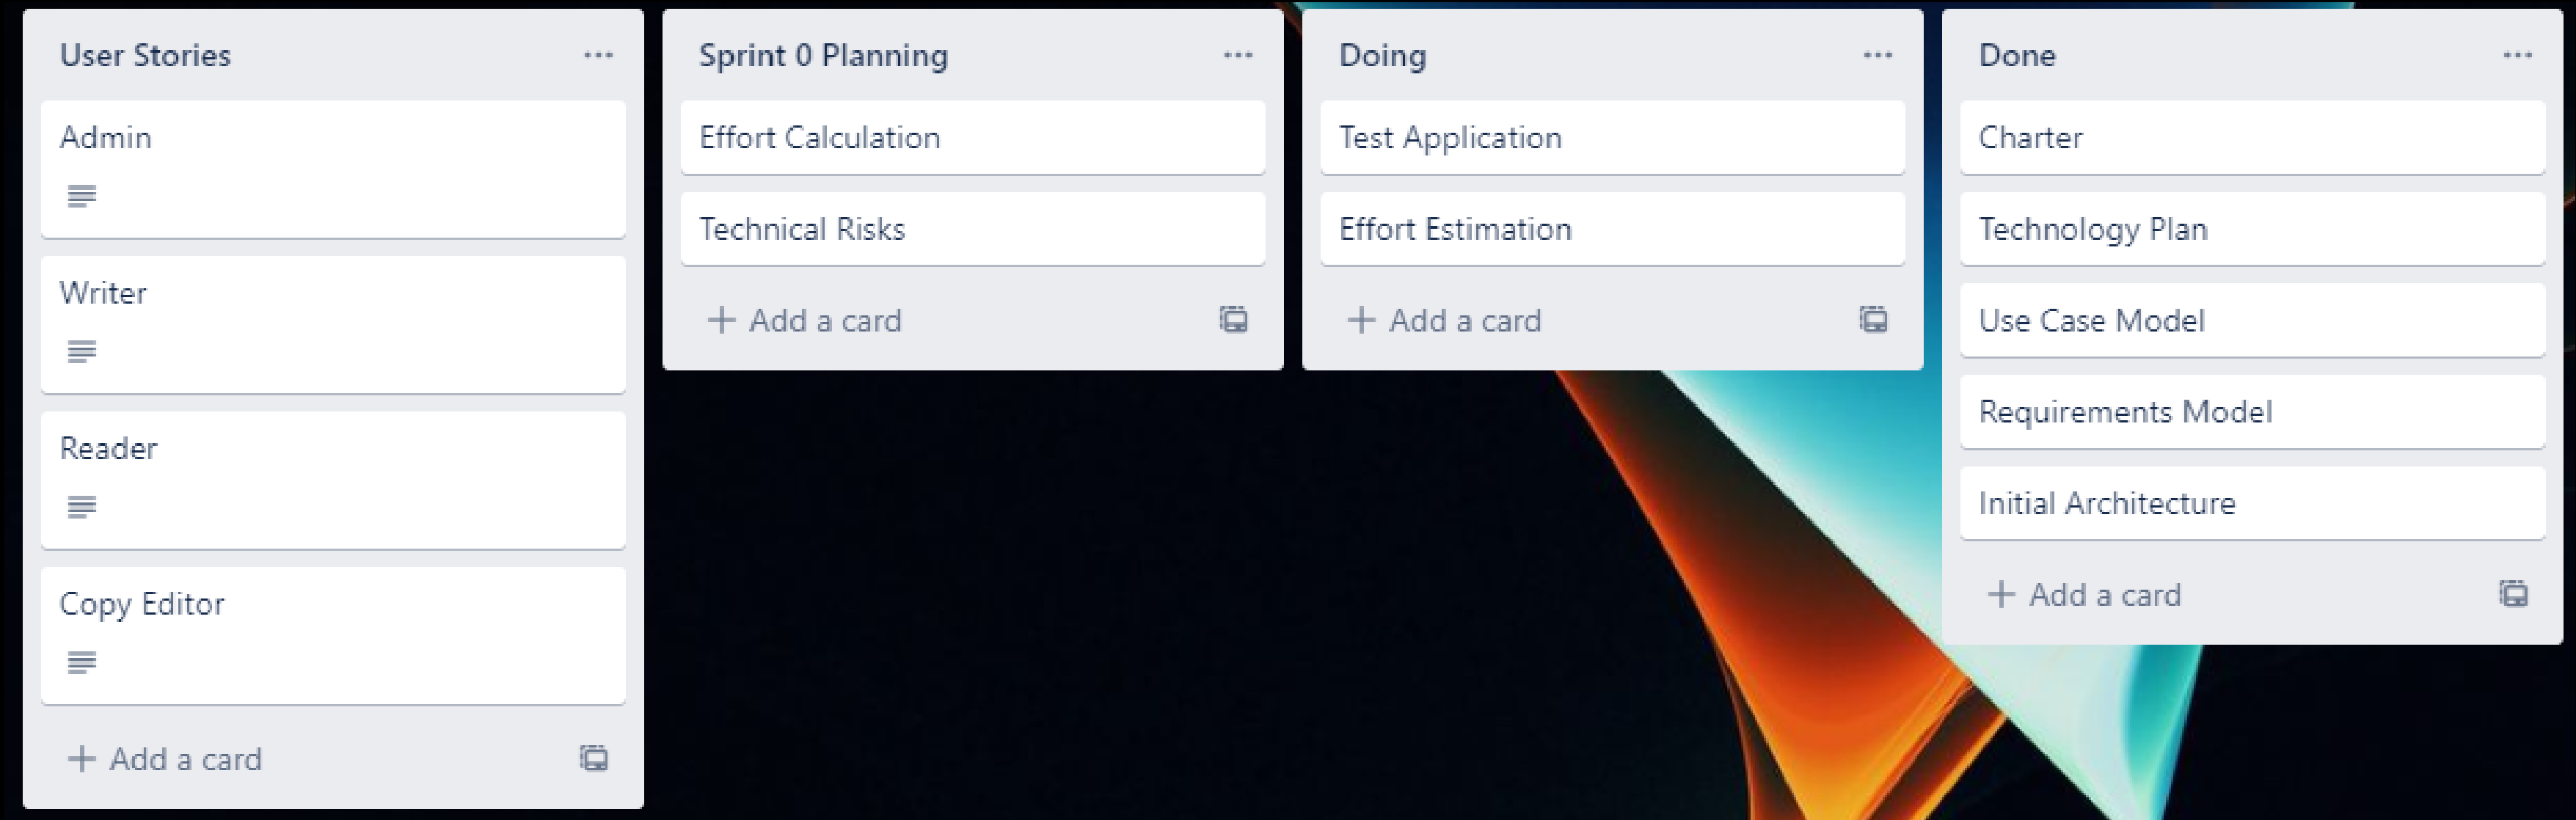 User Stories
Admin
Writer
Reader
Copy Editor
+ Add a card
Sprint 0 Planning
Effort Calculation
Technical Risks
+ Add a card
Doing
Test Application
Effort Estimation
+ Add a card
Done
Charter
Technology Plan
Use Case Model
Requirements Model
Initial Architecture
+ Add a card